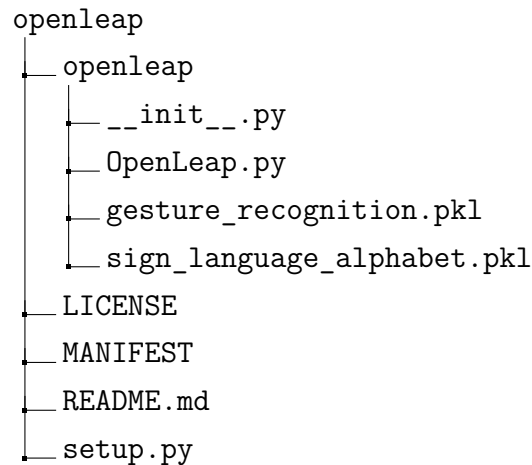 openleap
openleap
__init__.py
OpenLeap.py
gesture_recognition.pkl
sign_language_alphabet.pkl
LICENSE
MANIFEST
README.md
setup.py